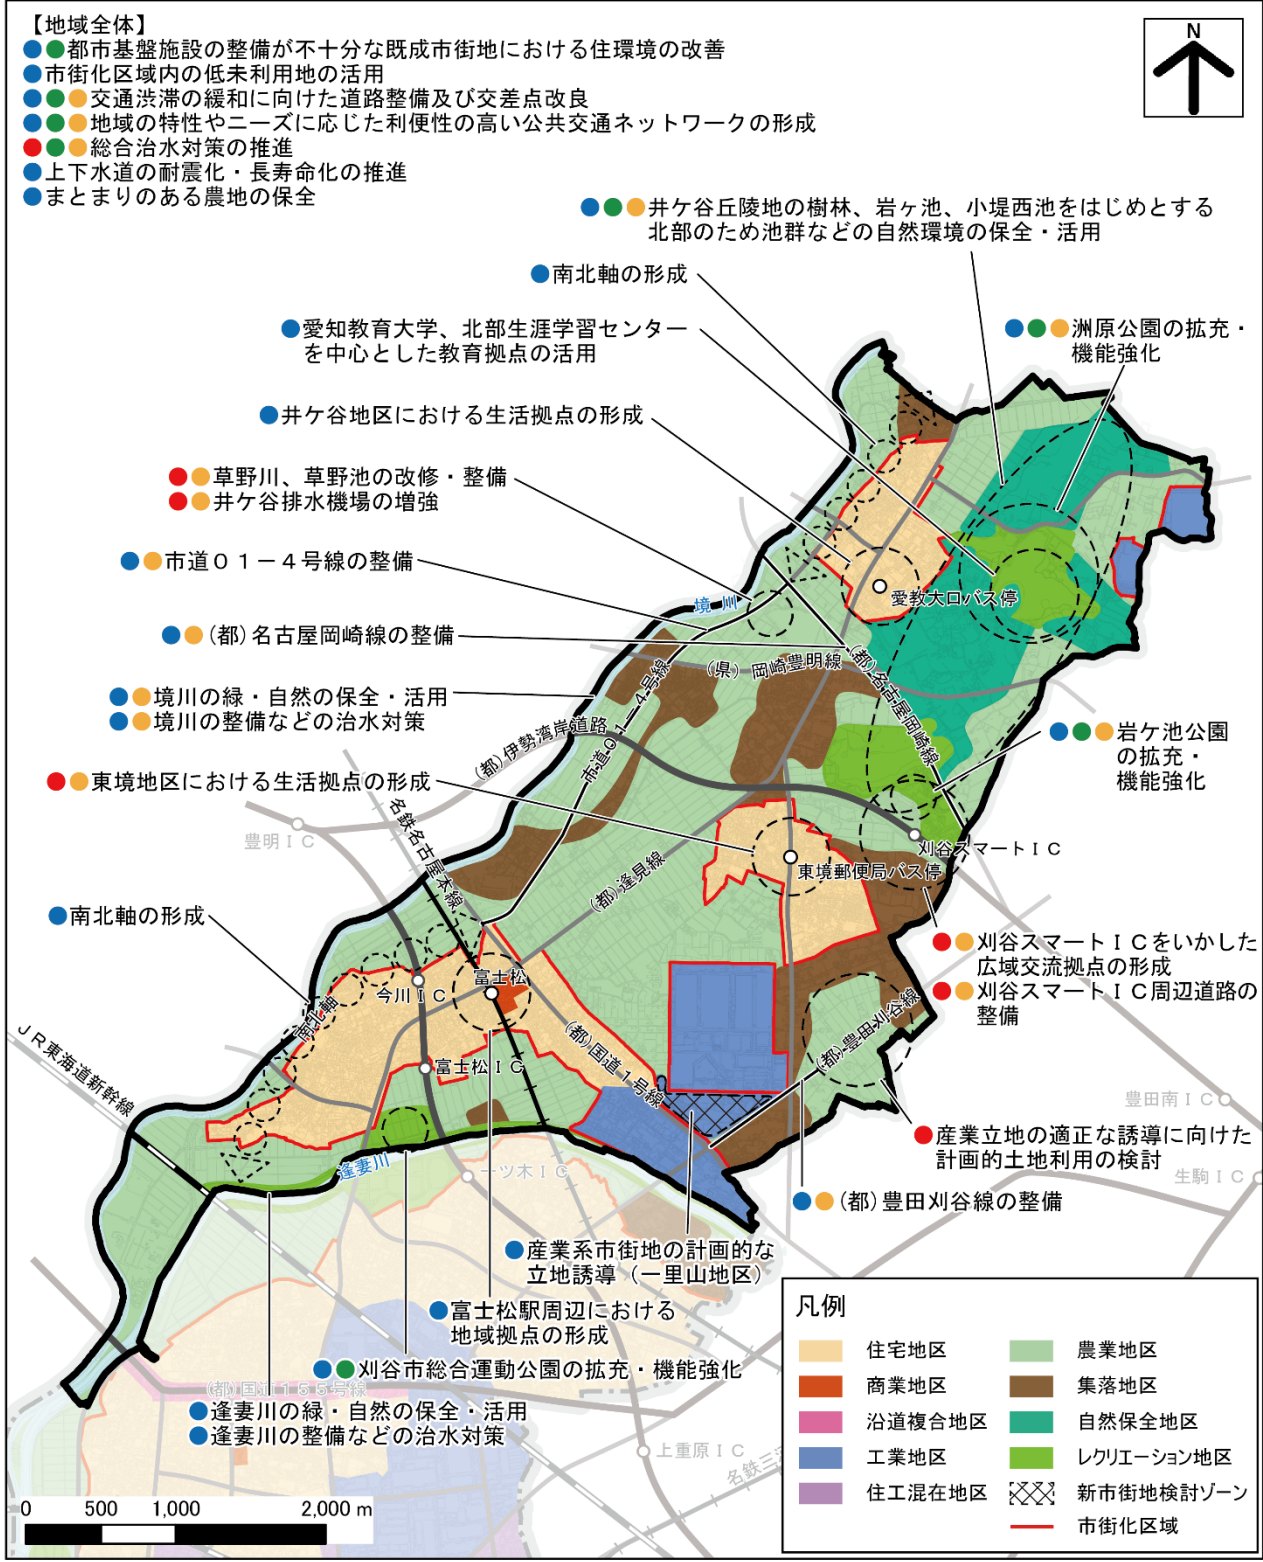 【地域全体】
●●都市基盤施設の整備が不十分な既成市街地における住環境の改善
●市街化区域内の低未利用地の活用
●●●交通渋滞の緩和に向けた道路整備及び交差点改良
●●●地域の特性やニーズに応じた利便性の高い公共交通ネットワークの形成
●●●総合治水対策の推進
●上下水道の耐震化・長寿命化の推進
●まとまりのある農地の保全
N
●●●井ケ谷丘陵地の樹林、岩ヶ池、小堤西池をはじめとする
北部のため池群などの自然環境の保全・活用
●南北軸の形成
●愛知教育大学、北部生涯学習センター
を中心とした教育拠点の活用
●●●洲原公園の拡充・
機能強化
●井ケ谷地区における生活拠点の形成
●●草野川、草野池の改修・整備
●●井ケ谷排水機場の増強
●●市道０１－４号線の整備
境川
愛教大口バス停
●●(都)名古屋岡崎線の整備
(県)岡崎豊明線
(都)名古屋岡崎線
市道０１－４号線
●●境川の緑・自然の保全・活用
●●境川の整備などの治水対策
(都)伊勢湾岸道路
●●●岩ケ池公園
の拡充・
機能強化
●●東境地区における生活拠点の形成
名鉄名古屋本線
豊明ＩＣ
刈谷スマートＩＣ
東境郵便局バス停
(都)逢見線
●南北軸の形成
●●刈谷スマートＩＣをいかした
広域交流拠点の形成
●●刈谷スマートＩＣ周辺道路の
整備
富士松
今川ＩＣ
南北軸
(都)国道１号線
(都)豊田刈谷線
ＪＲ東海道新幹線
富士松ＩＣ
豊田南ＩＣ
●産業立地の適正な誘導に向けた
計画的土地利用の検討
逢妻川
一ツ木ＩＣ
生駒ＩＣ
●●(都)豊田刈谷線の整備
●産業系市街地の計画的な
立地誘導（一里山地区）
●富士松駅周辺における
地域拠点の形成
●●刈谷市総合運動公園の拡充・機能強化
(都)国道１５５号線
●逢妻川の緑・自然の保全・活用
●逢妻川の整備などの治水対策
上重原ＩＣ
名鉄三
凡例
住宅地区
農業地区
商業地区
集落地区
沿道複合地区
自然保全地区
工業地区
レクリエーション地区
住工混在地区
新市街地検討ゾーン
市街化区域
0 500 1,000 2,000 m